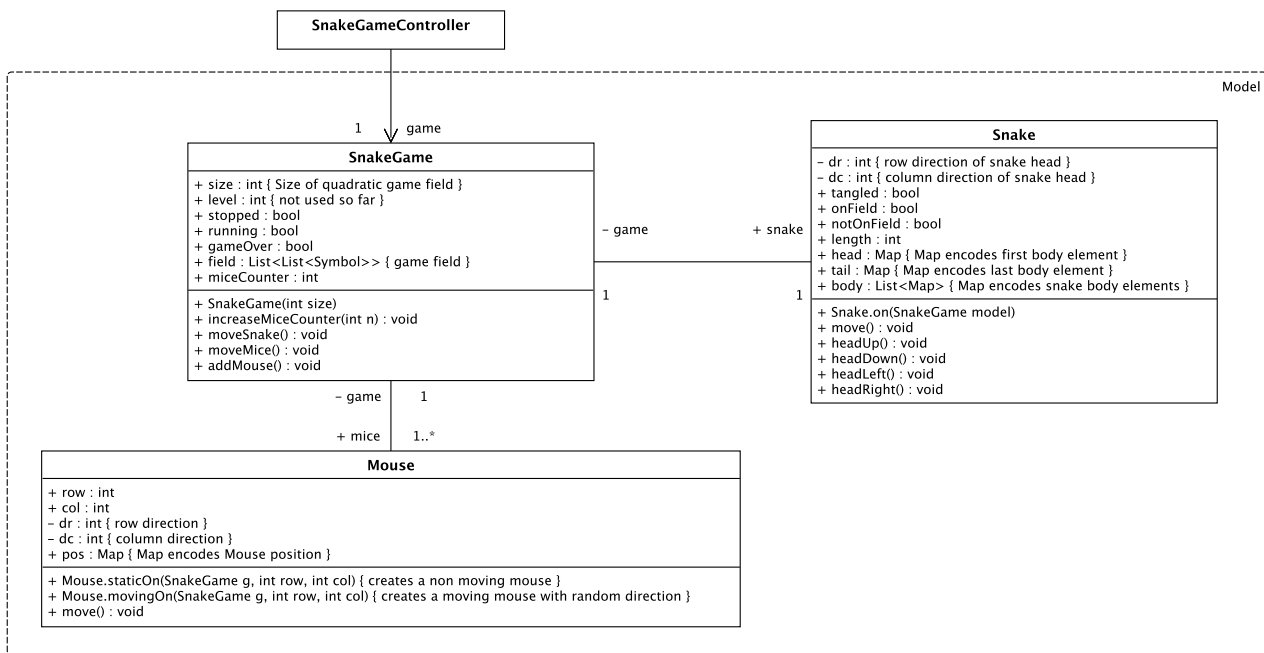 SnakeGameController
Model
1 game
SnakeGame
+ size : int { Size of quadratic game field }
+ level : int { not used so far }
+ stopped : bool
+ running : bool
+ gameOver : bool
+ field : List<List<Symbol>> { game field }
+ miceCounter : int
+ SnakeGame(int size)
+ increaseMiceCounter(int n) : void
+ moveSnake() : void
+ moveMice() : void
+ addMouse() : void
– game
+ snake
1
1
Snake
– dr : int { row direction of snake head }
– dc : int { column direction of snake head }
+ tangled : bool
+ onField : bool
+ notOnField : bool
+ length : int
+ head : Map { Map encodes first body element }
+ tail : Map { Map encodes last body element }
+ body : List<Map> { Map encodes snake body elements }
+ Snake.on(SnakeGame model)
+ move() : void
+ headUp() : void
+ headDown() : void
+ headLeft() : void
+ headRight() : void
– game 1
+ mice 1..*
Mouse
+ row : int
+ col : int
– dr : int { row direction }
– dc : int { column direction }
+ pos : Map { Map encodes Mouse position }
+ Mouse.staticOn(SnakeGame g, int row, int col) { creates a non moving mouse }
+ Mouse.movingOn(SnakeGame g, int row, int col) { creates a moving mouse with random direction }
+ move() : void